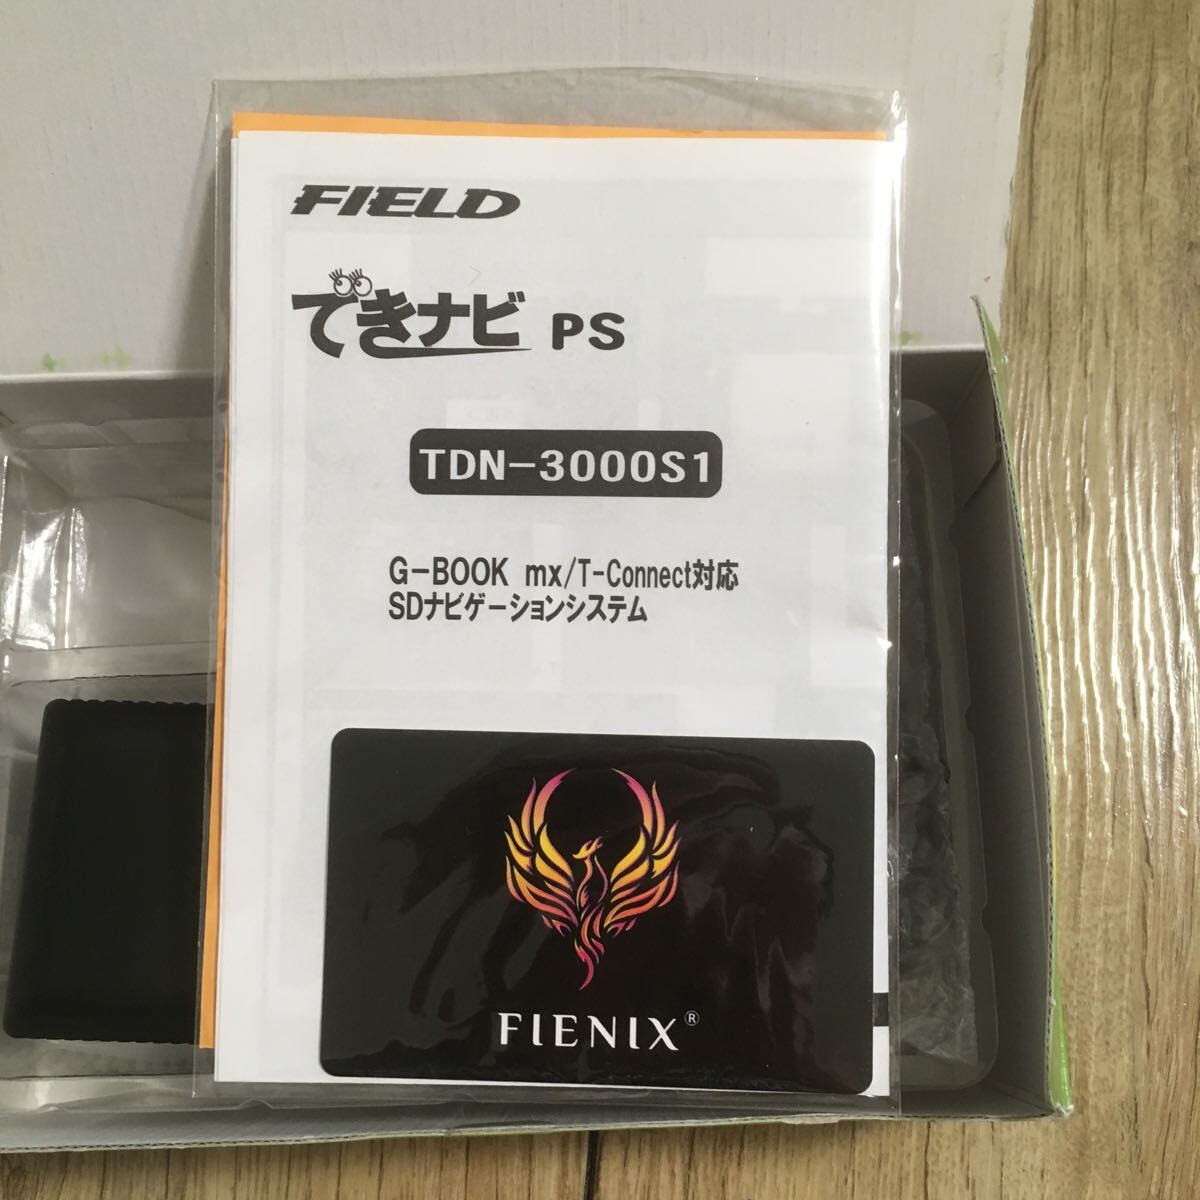 FIELD
できナビ PS
TDN-3000S1
G-BOOK mx/T-Connect対応
SDナビゲーションシステム
FIENIX®